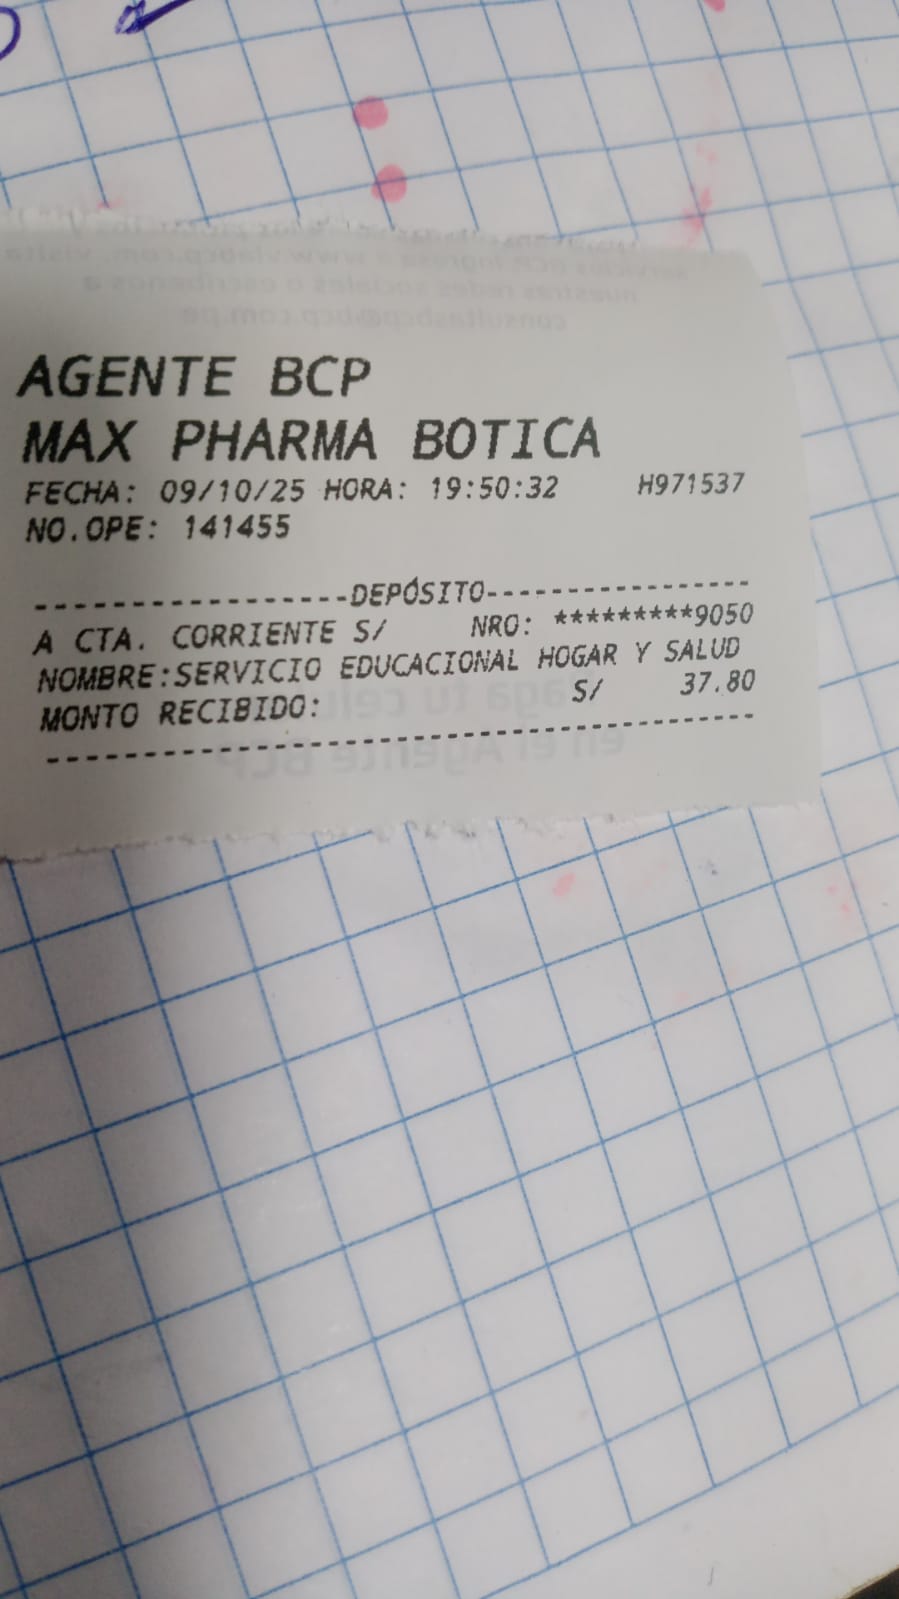 AGENTE BCP
MAX PHARMA BOTICA
FECHA: 09/10/25 HORA: 19:50:32 H971537
NO.OPE: 141455
------------------DEPÓSITO-----------------
A CTA. CORRIENTE S/ NRO: *********9050
NOMBRE:SERVICIO EDUCACIONAL HOGAR Y SALUD
MONTO RECIBIDO: S/ 37.80
--------------------------------------------